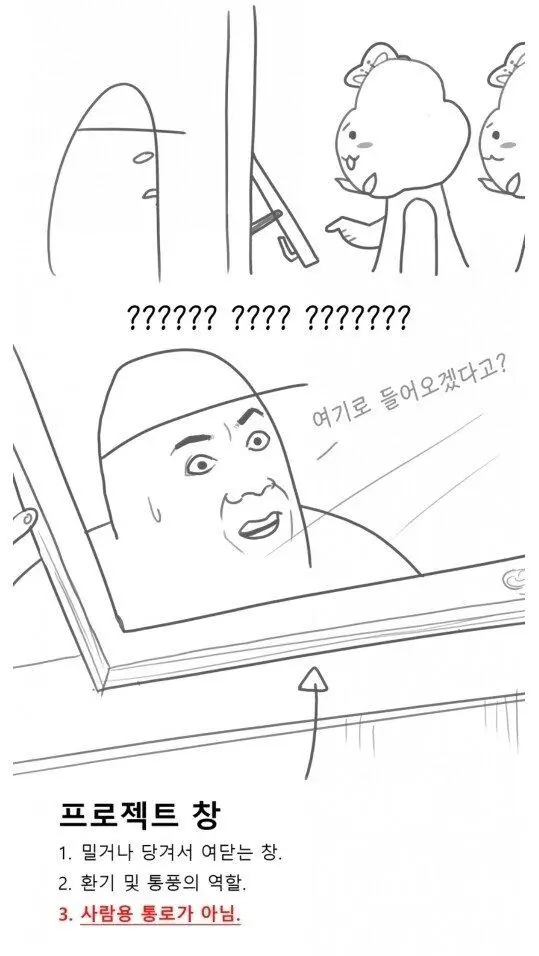 ?????? ???? ???????
여기로 들어오겠다고?
프로젝트 창
1. 밀거나 당겨서 여닫는 창.
2. 환기 및 통풍의 역할.
3. 사람용 통로가 아님.